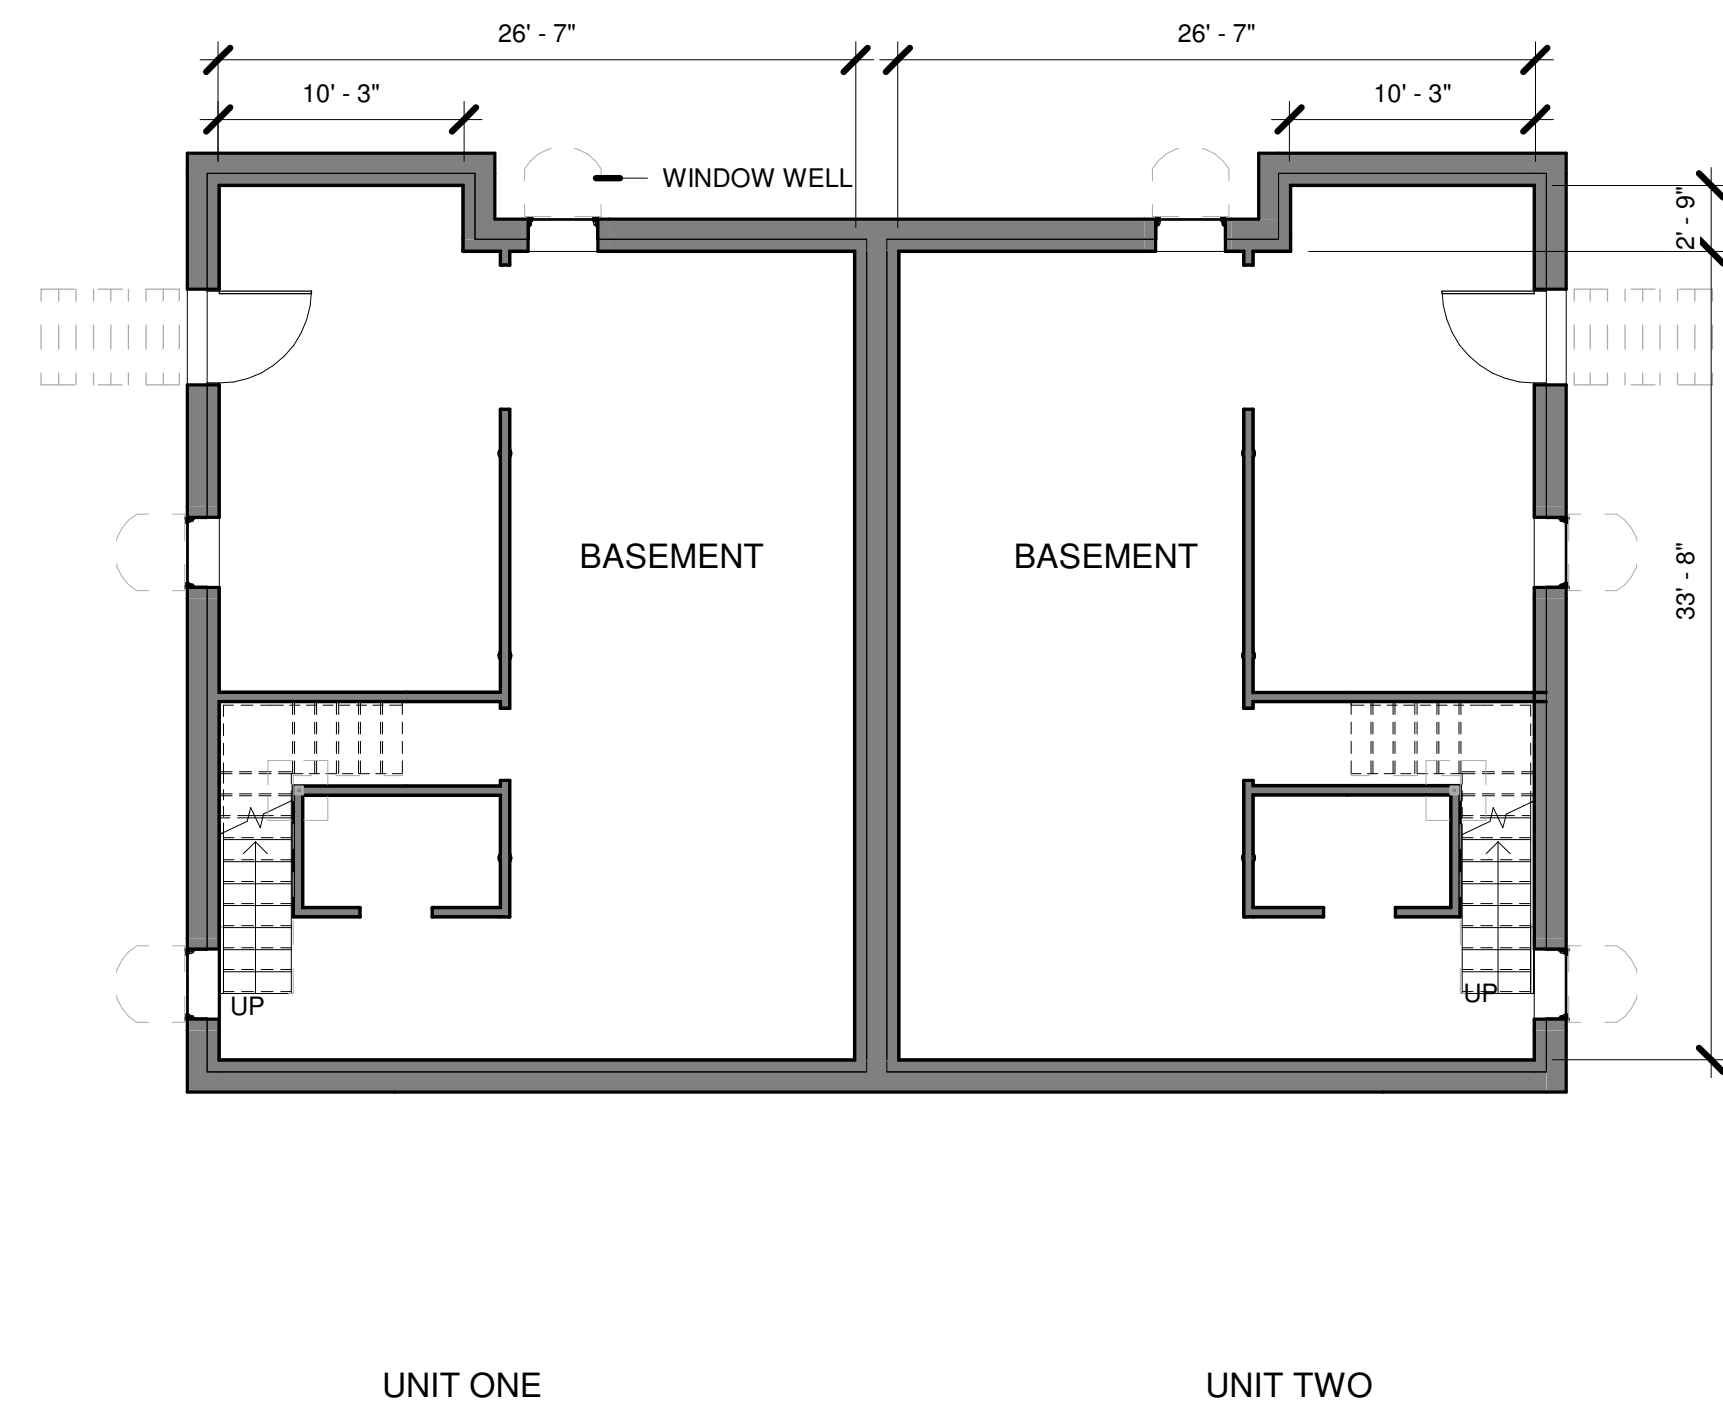 26' - 7"
26' - 7"
10' - 3"
10' - 3"
WINDOW WELL
2' - 9"
BASEMENT
BASEMENT
33' - 8"
UP
UP
UNIT ONE
UNIT TWO